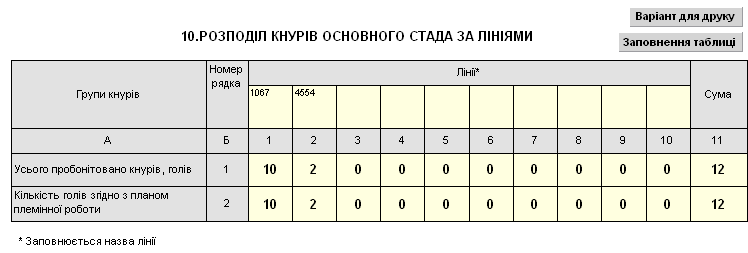 Варіант для друку
10.РОЗПОДІЛ КНУРІВ ОСНОВНОГО СТАДА ЗА ЛІНІЯМИ
Заповнення таблиці
Групи кнурів Номер рядка Лінії* Сума
1067 4554
А Б 1 2 3 4 5 6 7 8 9 10 11
Усього пробонітовано кнурів, голів 1 10 2 0 0 0 0 0 0 0 0 12
Кількість голів згідно з планом
племінної роботи 2 10 2 0 0 0 0 0 0 0 0 12
* Заповнюється назва лінії